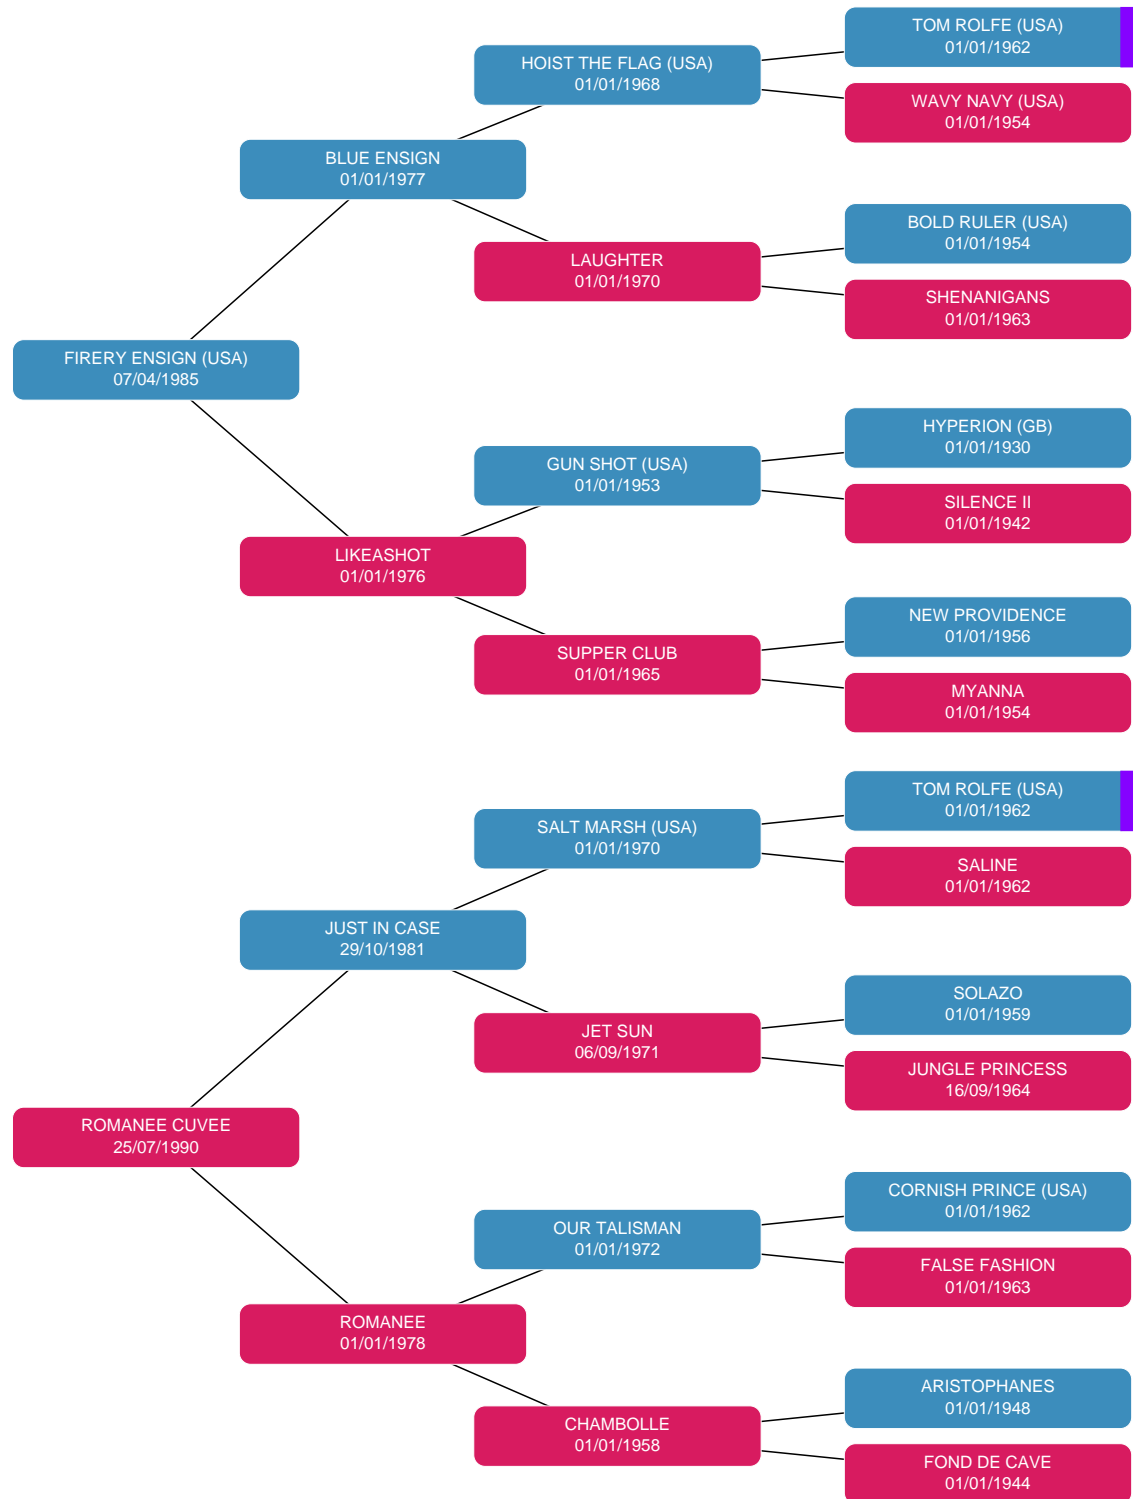 TOM ROLFE (USA)
01/01/1962
HOIST THE FLAG (USA)
01/01/1968
WAVY NAVY (USA)
01/01/1954
BLUE ENSIGN
01/01/1977
BOLD RULER (USA)
01/01/1954
LAUGHTER
01/01/1970
SHENANIGANS
01/01/1963
FIRERY ENSIGN (USA)
07/04/1985
HYPERION (GB)
01/01/1930
GUN SHOT (USA)
01/01/1953
SILENCE II
01/01/1942
LIKEASHOT
01/01/1976
NEW PROVIDENCE
01/01/1956
SUPPER CLUB
01/01/1965
MYANNA
01/01/1954
TOM ROLFE (USA)
01/01/1962
SALT MARSH (USA)
01/01/1970
SALINE
01/01/1962
JUST IN CASE
29/10/1981
SOLAZO
01/01/1959
JET SUN
06/09/1971
JUNGLE PRINCESS
16/09/1964
ROMANEE CUVEE
25/07/1990
CORNISH PRINCE (USA)
01/01/1962
OUR TALISMAN
01/01/1972
FALSE FASHION
01/01/1963
ROMANEE
01/01/1978
ARISTOPHANES
01/01/1948
CHAMBOLLE
01/01/1958
FOND DE CAVE
01/01/1944